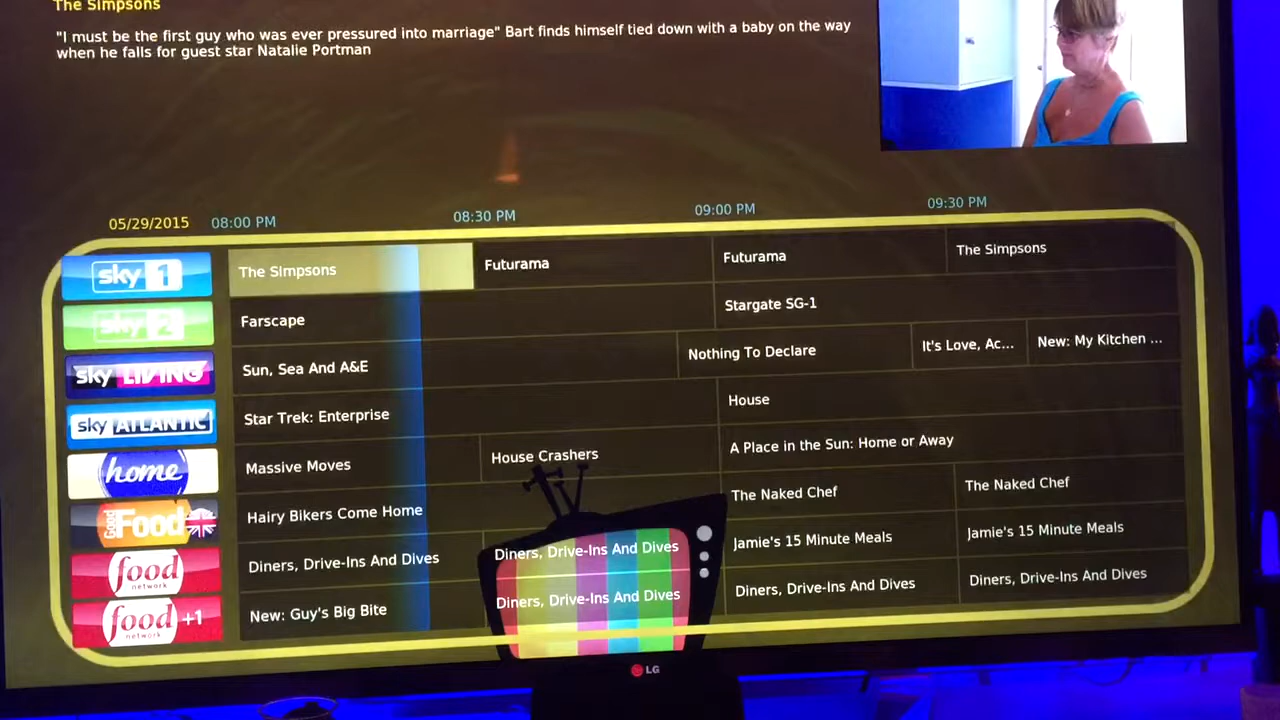 The Simpsons
"I must be the first guy who was ever pressured into marriage" Bart finds himself tied down with a baby on the way
when he falls for guest star Natalie Portman
05/29/2015 08:00 PM 08:30 PM 09:00 PM 09:30 PM
sky 1 The Simpsons Futurama Futurama The Simpsons
sky 2 Farscape Stargate SG-1
sky LIVING Sun, Sea And A&E Nothing To Declare It's Love, Ac... New: My Kitchen ...
sky ATLANTIC Star Trek: Enterprise House
home Massive Moves House Crashers A Place in the Sun: Home or Away
Good Food Hairy Bikers Come Home The Naked Chef The Naked Chef
food network Diners, Drive-Ins And Dives Diners, Drive-Ins And Dives Jamie's 15 Minute Meals Jamie's 15 Minute Meals
food network +1 New: Guy's Big Bite Diners, Drive-Ins And Dives Diners, Drive-Ins And Dives Diners, Drive-Ins And Dives
LG